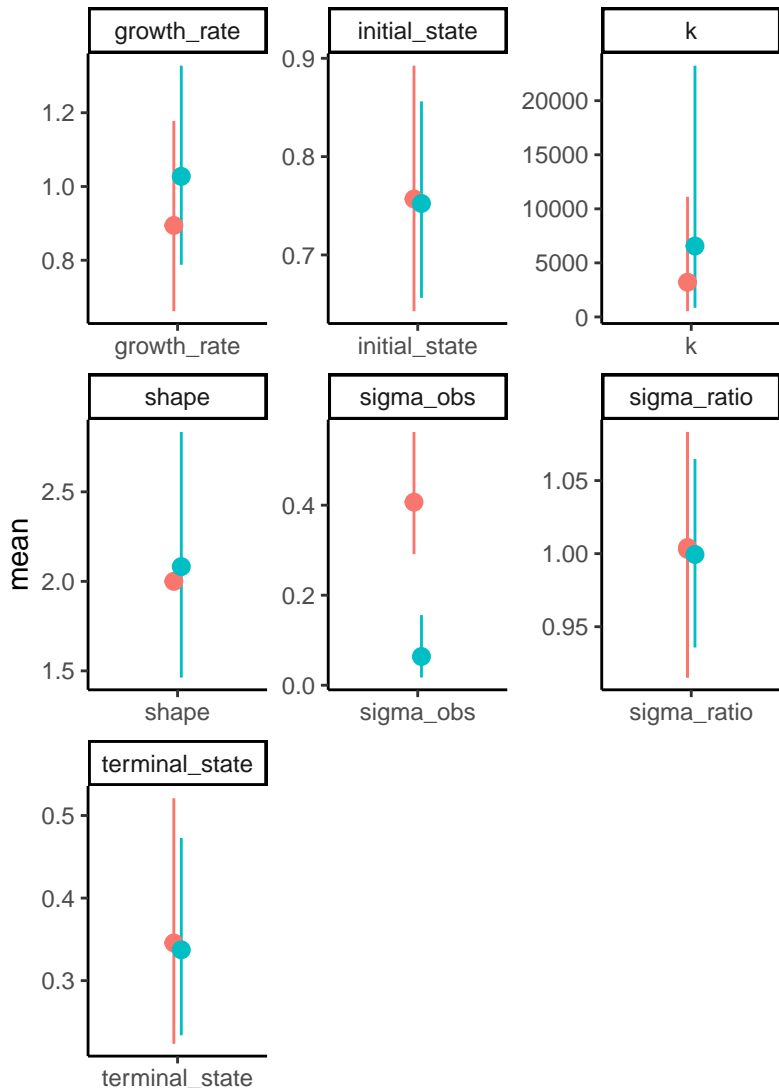 growth_rate
initial_state
k
1.2
1.0
0.8
growth_rate
0.9
0.8
0.7
initial_state
20000
15000
10000
5000
0
k
mean
shape
sigma_obs
sigma_ratio
2.5
2.0
1.5
shape
0.4
0.2
0.0
sigma_obs
1.05
1.00
0.95
sigma_ratio
terminal_state
0.5
0.4
0.3
terminal_state